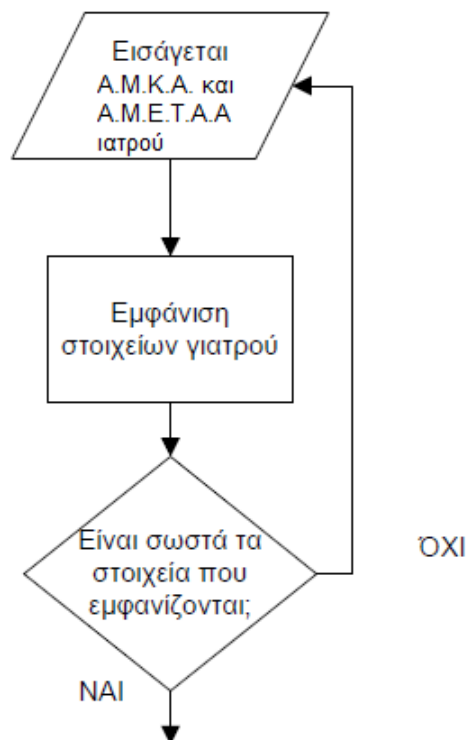 Εισάγεται
Α.Μ.Κ.Α. και
Α.Μ.Ε.Τ.Α.Α
ιατρού
Εμφάνιση
στοιχείων γιατρού
Είναι σωστά τα
στοιχεία που
εμφανίζονται;
ΌΧΙ
ΝΑΙ